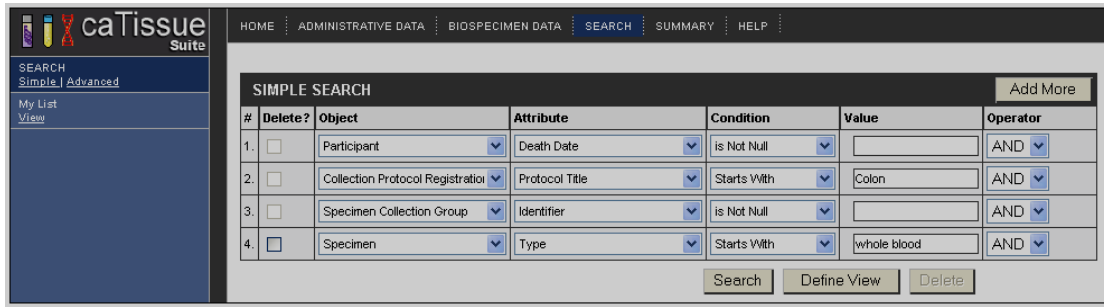 caTissue
Suite
HOME ADMINISTRATIVE DATA BIOSPECIMEN DATA SEARCH SUMMARY HELP
SEARCH
Simple | Advanced
My List
View
SIMPLE SEARCH Add More
# Delete? Object Attribute Condition Value Operator
1. Participant Death Date is Not Null AND
2. Collection Protocol Registration Protocol Title Starts With Colon AND
3. Specimen Collection Group Identifier is Not Null AND
4. Specimen Type Starts With whole blood AND
Search Define View Delete